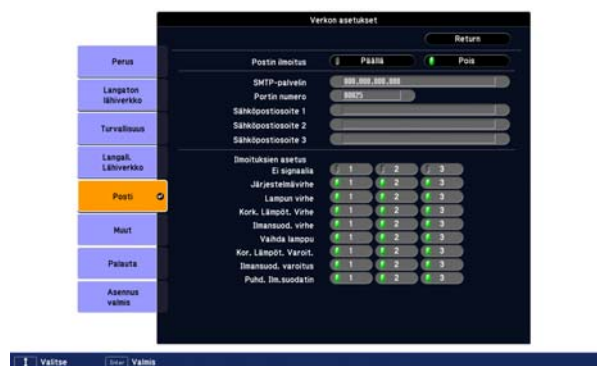 Verkon asetukset
Return
Perus
Langaton
lähiverkko
Turvallisuus
Langall.
Lähiverkko
Posti
Muut
Palauta
Asennus
valmis
Postin ilmoitus Päällä Pois
SMTP-palvelin 000.000.000.000
Portin numero 00025
Sähköpostiosoite 1
Sähköpostiosoite 2
Sähköpostiosoite 3
Ilmoituksien asetus
Ei signaalia 1 2 3
Järjestelmävirhe 1 2 3
Lampun virhe 1 2 3
Kork. Lämpöt. Virhe 1 2 3
Ilmansuod. virhe 1 2 3
Vaihda lamppu 1 2 3
Kor. Lämpöt. Varoit. 1 2 3
Ilmansuod. varoitus 1 2 3
Puhd. Ilm.suodatin 1 2 3
Valitse Enter Valmis